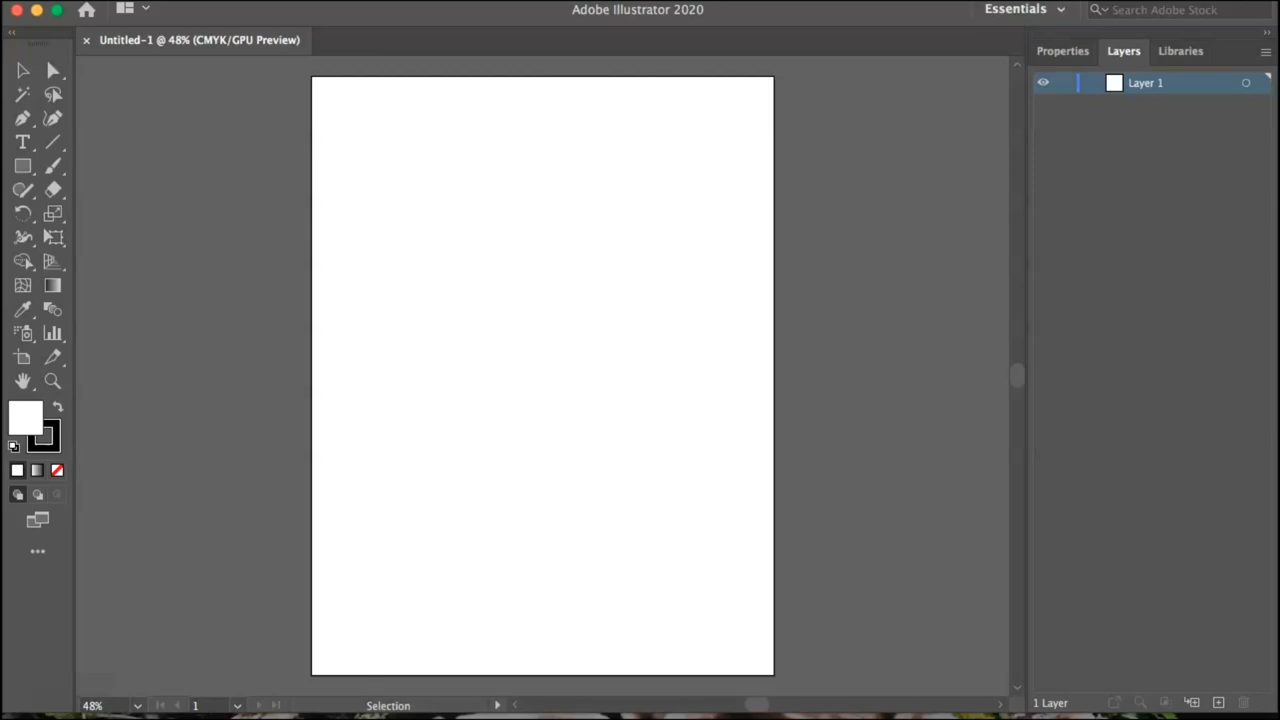 Adobe Illustrator 2020
Essentials
Search Adobe Stock
Untitled-1 @ 48% (CMYK/GPU Preview)
Properties
Layers
Libraries
Layer 1
48%
1
Selection
1 Layer